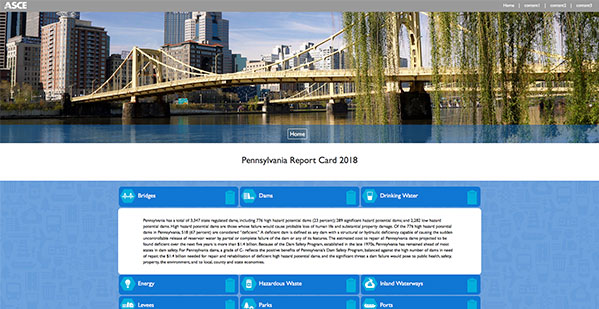 ASCE
Home | content1 | content2 | content3
Home
Pennsylvania Report Card 2018
Bridges
Dams
Drinking Water
Pennsylvania has a total of 3,347 state regulated dams, including 776 high hazard potential dams (23 percent); 289 significant hazard potential dams; and 2,282 low hazard
potential dams. High hazard potential dams are those whose failure would cause probable loss of human life and substantial property damage. Of the 776 high hazard potential
dams in Pennsylvania, 518 (67 percent) are considered "deficient." A deficient dam is defined as any dam with a structural or hydraulic deficiency capable of causing the sudden
uncontrollable release of reservoir water by partial or complete failure of the dam or any of its features. The estimated cost to repair all Pennsylvania dams projected to be
found deficient over the next five years is more than $1.4 billion. Because of the Dam Safety Program, established in the late 1970s, Pennsylvania has remained ahead of most
states in dam safety. For Pennsylvania dams, a grade of C- reflects the positive benefits of Pennsylvania's Dam Safety Program, balanced against the high number of dams in need
of repair, the $1.4 billion needed for repair and rehabilitation of deficient high hazard potential dams, and the significant threat a dam failure would pose to public health, safety,
property, the environment, and to local, county and state economies.
Energy
Hazardous Waste
Inland Waterways
Levees
Parks
Ports